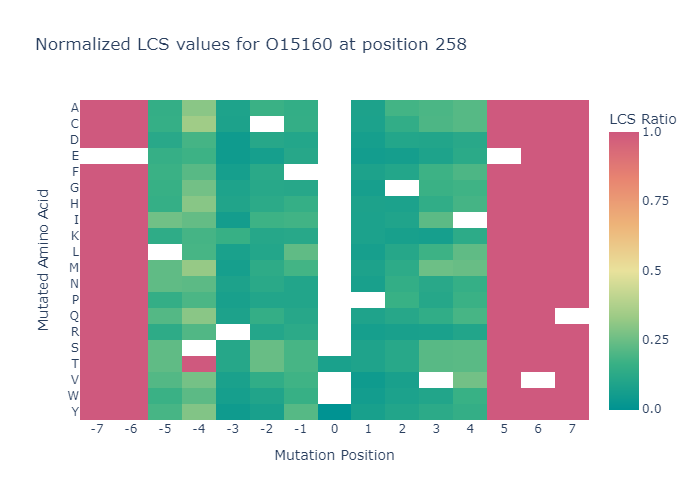 Normalized LCS values for O15160 at position 258
LCS Ratio
1.0
0.75
0.5
0.25
0.0
Mutated Amino Acid
A
C
D
E
F
G
H
I
K
L
M
N
P
Q
R
S
T
V
W
Y
-7 -6 -5 -4 -3 -2 -1 0 1 2 3 4 5 6 7
Mutation Position